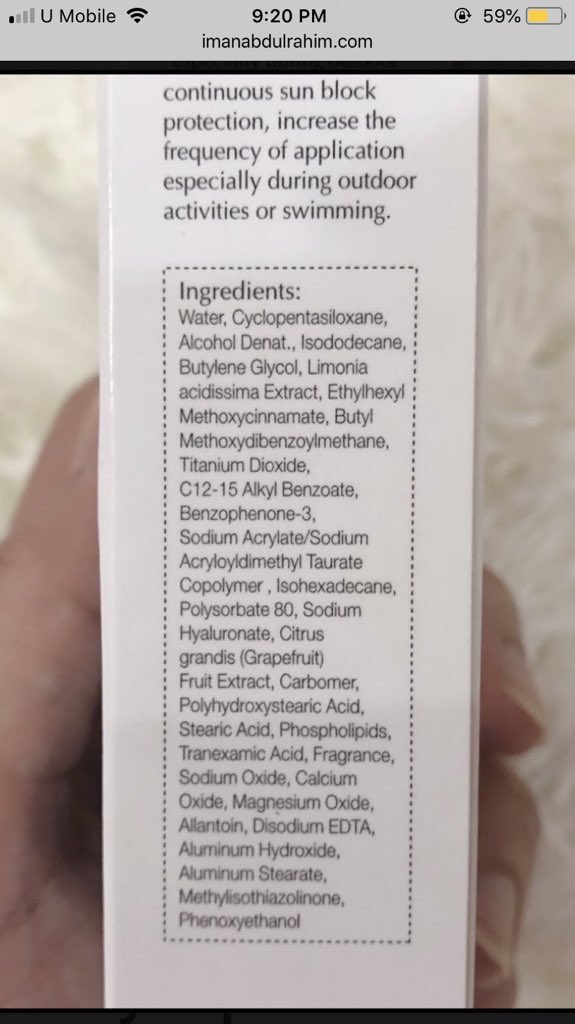 U Mobile 9:20 PM 59%
imanabdulrahim.com
especially during outdoor
continuous sun block
protection, increase the
frequency of application
especially during outdoor
activities or swimming.
Ingredients:
Water, Cyclopentasiloxane,
Alcohol Denat., Isododecane,
Butylene Glycol, Limonia
acidissima Extract, Ethylhexyl
Methoxycinnamate, Butyl
Methoxydibenzoylmethane,
Titanium Dioxide,
C12-15 Alkyl Benzoate,
Benzophenone-3,
Sodium Acrylate/Sodium
Acryloyldimethyl Taurate
Copolymer , Isohexadecane,
Polysorbate 80, Sodium
Hyaluronate, Citrus
grandis (Grapefruit)
Fruit Extract, Carbomer,
Polyhydroxystearic Acid,
Stearic Acid, Phospholipids,
Tranexamic Acid, Fragrance,
Sodium Oxide, Calcium
Oxide, Magnesium Oxide,
Allantoin, Disodium EDTA,
Aluminum Hydroxide,
Aluminum Stearate,
Methylisothiazolinone,
Phenoxyethanol